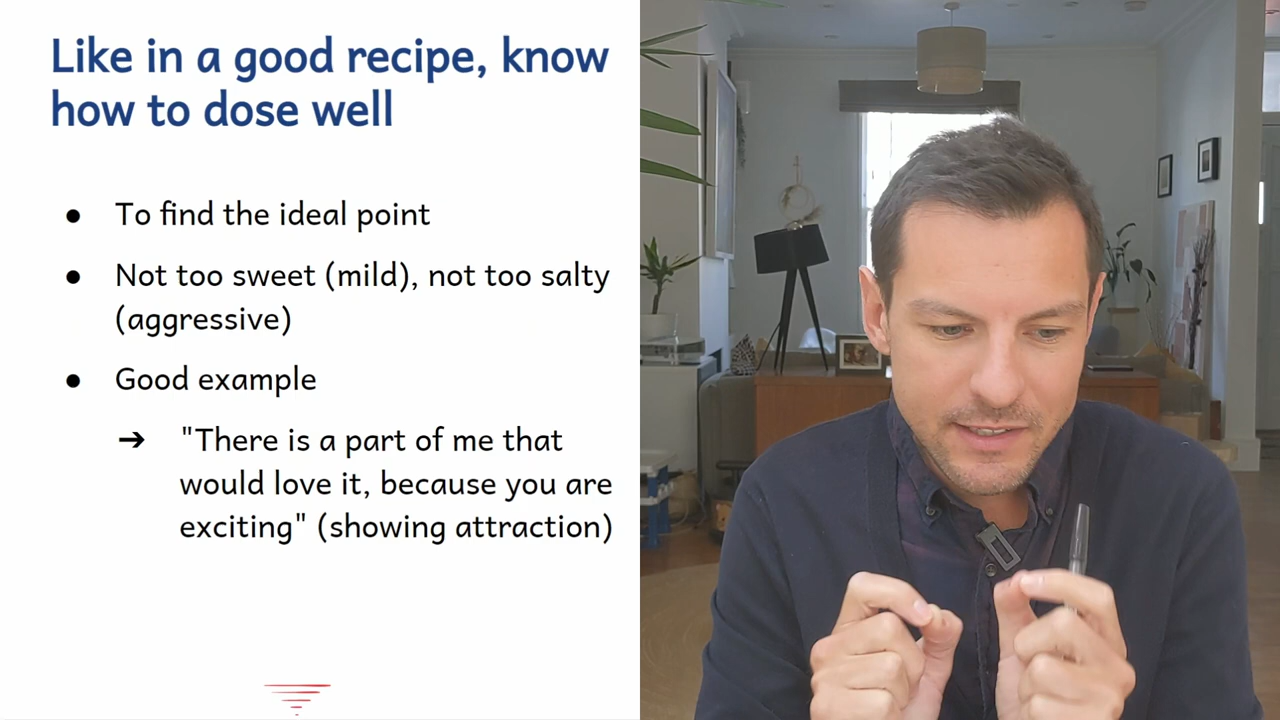 Like in a good recipe, know
how to dose well
● To find the ideal point
● Not too sweet (mild), not too salty
(aggressive)
● Good example
➔ "There is a part of me that
would love it, because you are
exciting" (showing attraction)